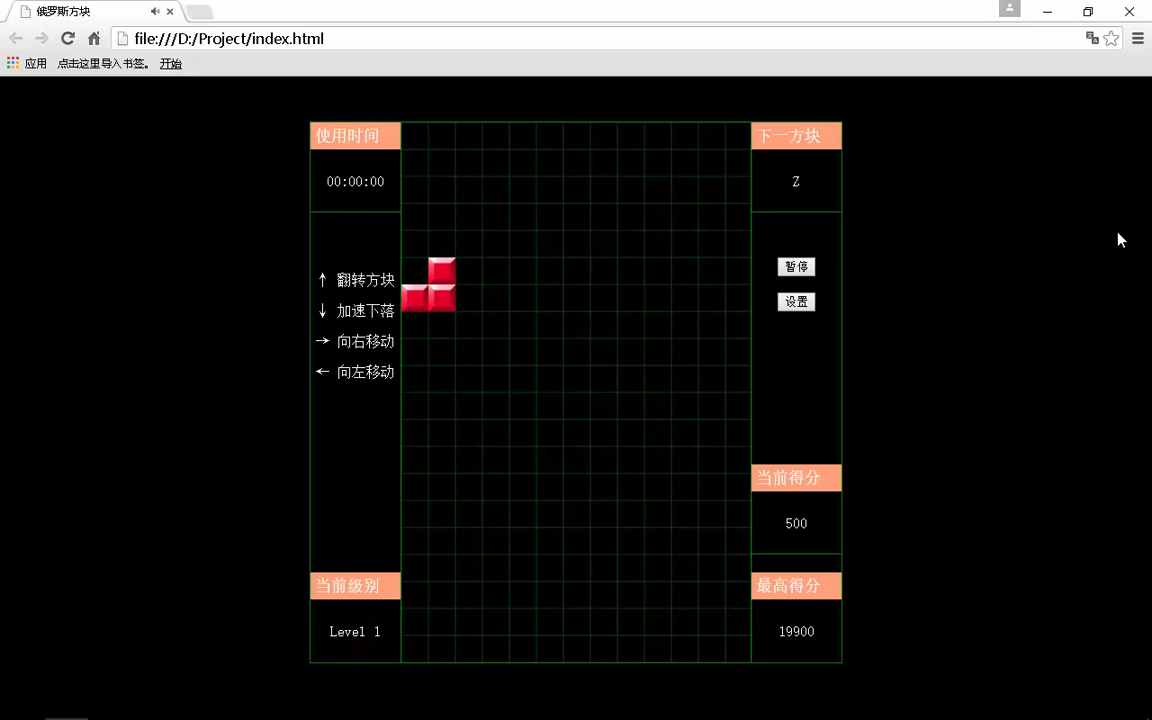 俄罗斯方块
file:///D:/Project/index.html
应用 点击这里导入书签。 开始
使用时间
00:00:00
↑ 翻转方块
↓ 加速下落
→ 向右移动
← 向左移动
当前级别
Level 1
下一方块
Z
暂停
设置
当前得分
500
最高得分
19900